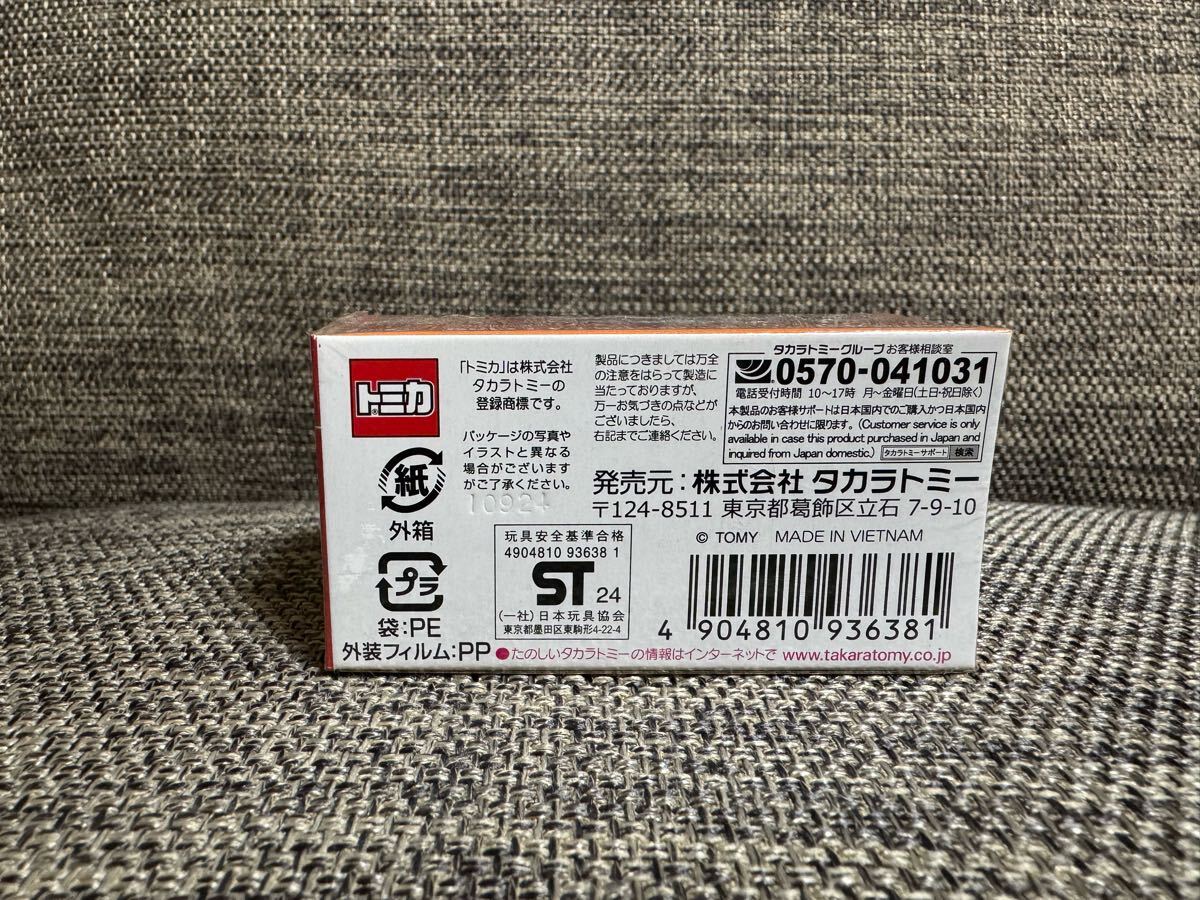 トミカ®
紙
外箱
プラ
袋:PE
外装フィルム:PP
「トミカ」は株式会社
タカラトミーの
登録商標です。
パッケージの写真や
イラストと異なる
場合がございます
がご了承ください。
10924
製品につきましては万全
の注意をはらって製造に
当たっておりますが、
万一お気づきの点などが
ございましたら、
右記までご連絡ください。
タカラトミーグループ お客様相談室
0570-041031
電話受付時間 10〜17時 月〜金曜日(土日・祝日除く)
本製品のお客様サポートは日本国内でのご購入かつ日本国内
からのお問い合わせに限ります。(Customer service is only
available in case this product purchased in Japan and
inquired from Japan domestic.) タカラトミーサポート 検索
発売元:株式会社 タカラトミー
〒124-8511 東京都葛飾区立石 7-9-10
© TOMY MADE IN VIETNAM
玩具安全基準合格
4904810 93638 1
ST 24
(一社)日本玩具協会
東京都墨田区東駒形4-22-4
4 904810 936381
●たのしいタカラトミーの情報はインターネットで www.takaratomy.co.jp